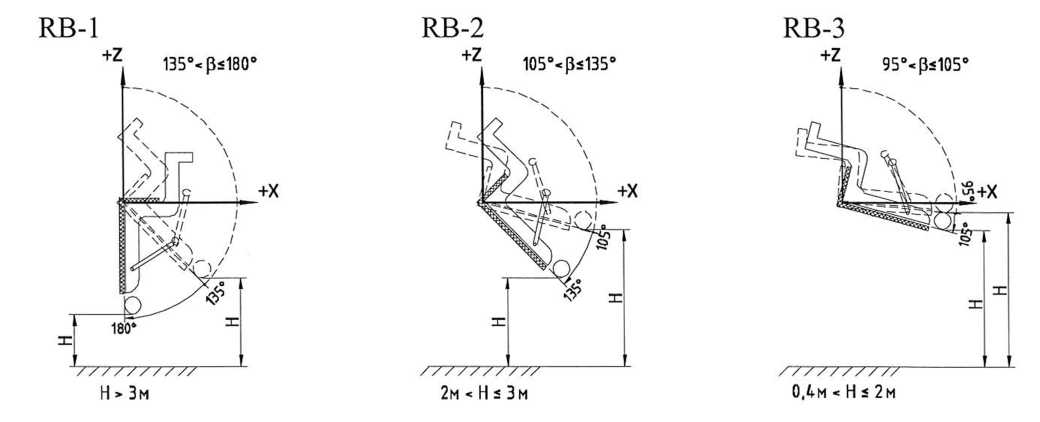 RB-1
+Z
135°<β≤180°
+X
135°
180°
H
H
H > 3м
RB-2
+Z
105°<β≤135°
+X
105°
135°
H
H
2м < H ≤ 3м
RB-3
+Z
95°<β≤105°
95°
+X
105°
H
H
0,4м < H ≤ 2м